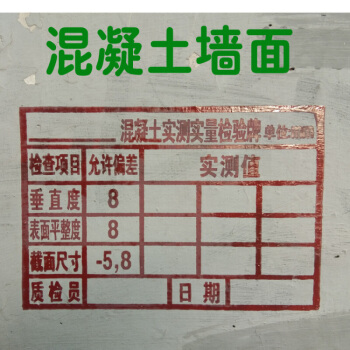 混凝土墙面
混凝土实测实量检验牌 单位
检查项目 允许偏差 实测值
垂直度 8
表面平整度 8
截面尺寸 -5,8
质检员 日期